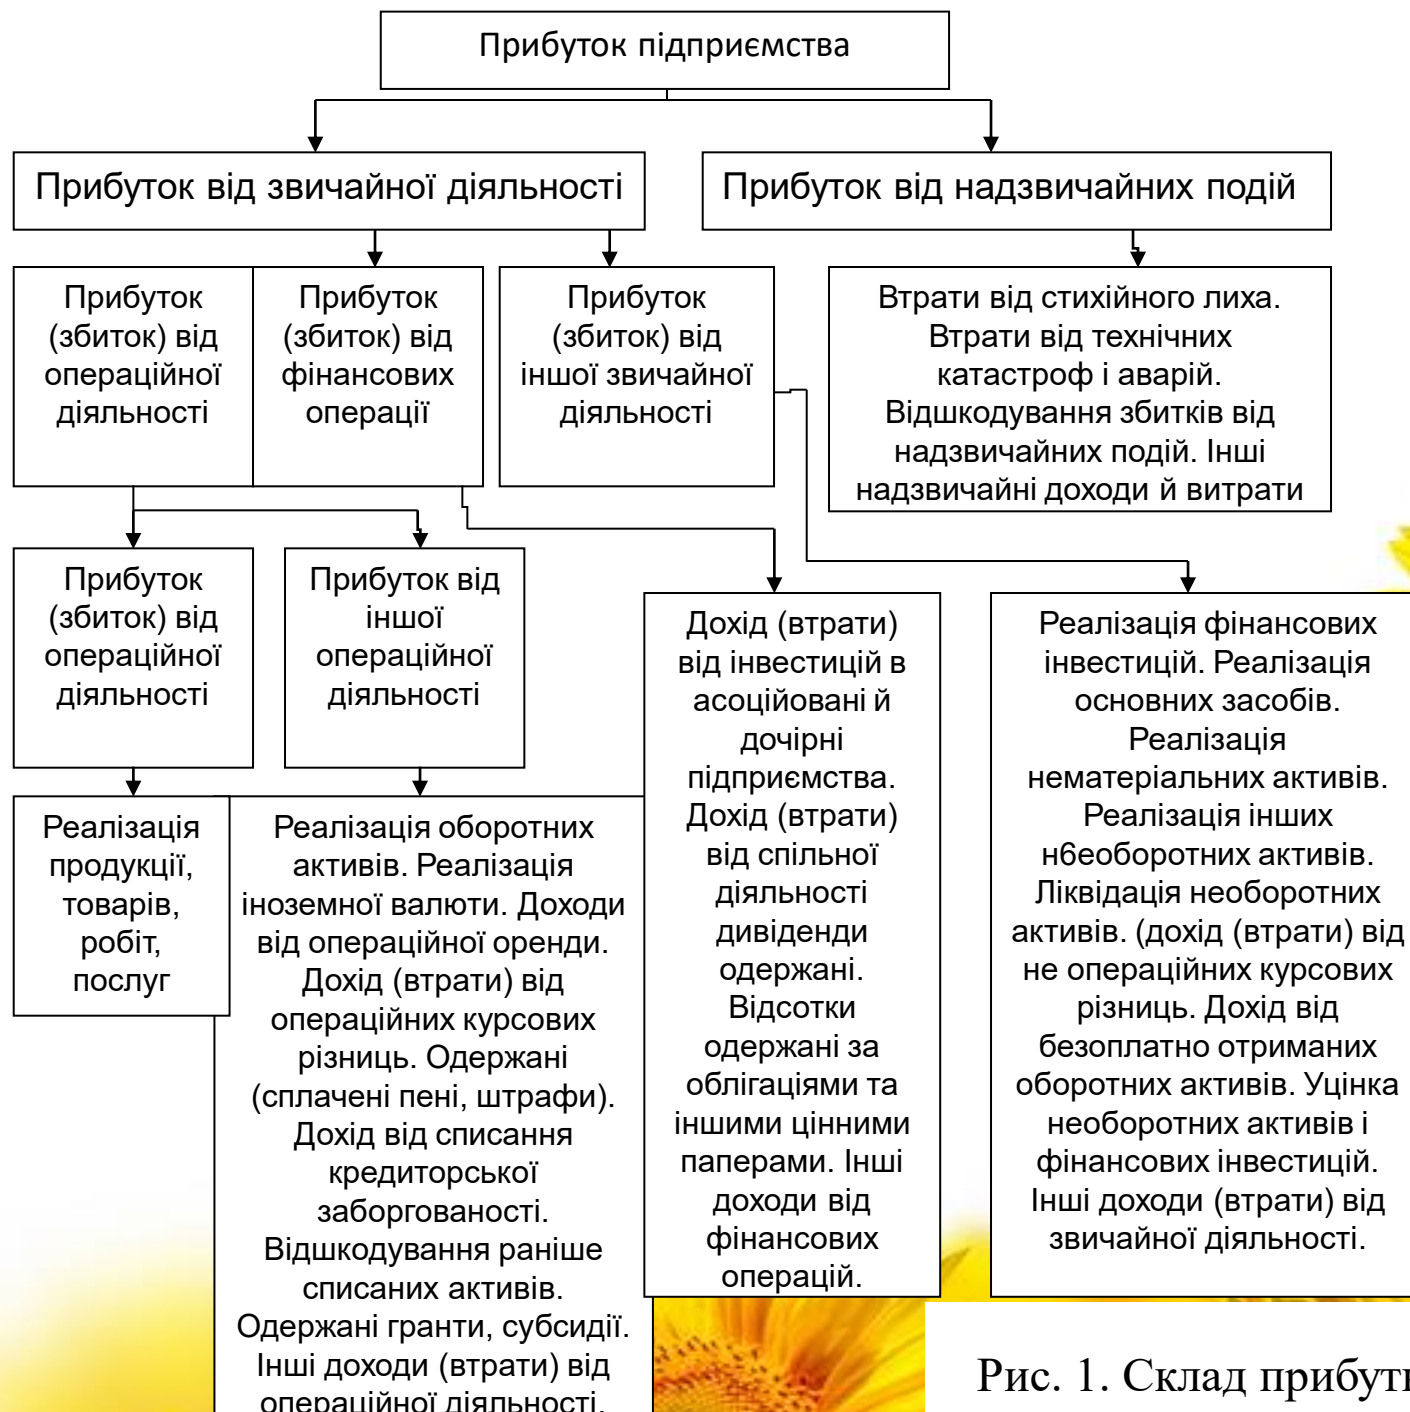 Прибуток підприємства
Прибуток від звичайної діяльності
Прибуток від надзвичайних подій
Прибуток
(збиток) від
операційної
діяльності
Прибуток
(збиток) від
фінансових
операції
Прибуток
(збиток) від
іншої звичайної
діяльності
Втрати від стихійного лиха.
Втрати від технічних
катастроф і аварій.
Відшкодування збитків від
надзвичайних подій. Інші
надзвичайні доходи й витрати
Прибуток
(збиток) від
операційної
діяльності
Прибуток від
іншої
операційної
діяльності
Дохід (втрати)
від інвестицій в
асоційовані й
дочірні
підприємства.
Дохід (втрати)
від спільної
діяльності
дивіденди
одержані.
Відсотки
одержані за
облігаціями та
іншими цінними
паперами. Інші
доходи від
фінансових
операцій.
Реалізація фінансових
інвестицій. Реалізація
основних засобів.
Реалізація
нематеріальних активів.
Реалізація інших
н6еоборотних активів.
Ліквідація необоротних
активів. (дохід (втрати) від
не операційних курсових
різниць. Дохід від
безоплатно отриманих
оборотних активів. Уцінка
необоротних активів і
фінансових інвестицій.
Інші доходи (втрати) від
звичайної діяльності.
Реалізація
продукції,
товарів,
робіт,
послуг
Реалізація оборотних
активів. Реалізація
іноземної валюти. Доходи
від операційної оренди.
Дохід (втрати) від
операційних курсових
різниць. Одержані
(сплачені пені, штрафи).
Дохід від списання
кредиторської
заборгованості.
Відшкодування раніше
списаних активів.
Одержані гранти, субсидії.
Інші доходи (втрати) від
операційної діяльності.
Рис. 1. Склад